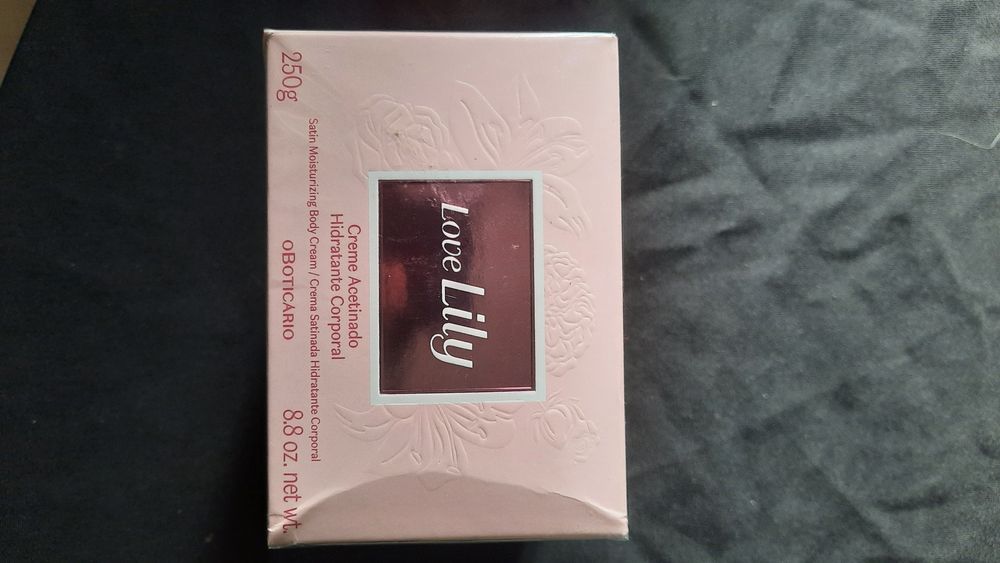 Love Lily
Creme Acetinado
Hidratante Corporal
Satin Moisturizing Body Cream / Crema Satinada Hidratante Corporal
250g
OBOTICÁRIO
8.8 oz. net wt.